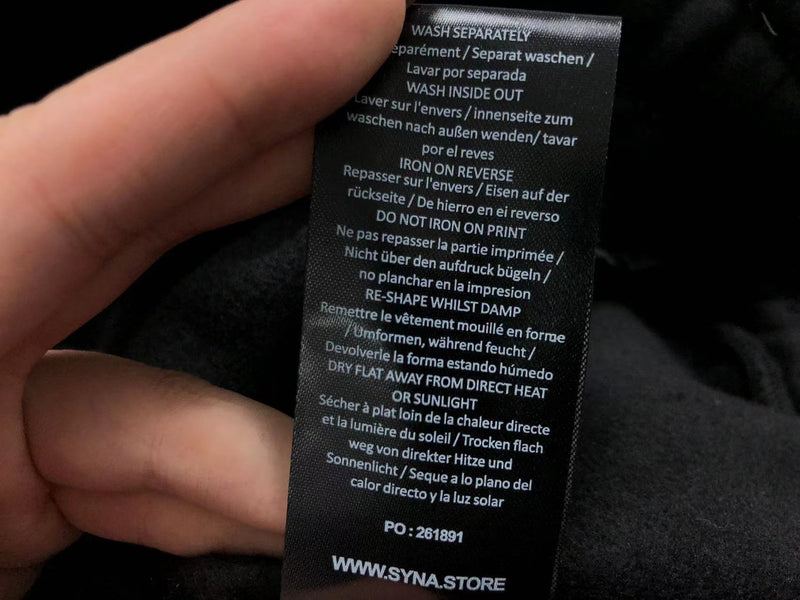 WASH SEPARATELY
eparément / Separat waschen /
Lavar por separada
WASH INSIDE OUT
Laver sur l'envers / innenseite zum
waschen nach außen wenden/ tavar
por el reves
IRON ON REVERSE
Repasser sur l'envers / Eisen auf der
rückseite / De hierro en ei reverso
DO NOT IRON ON PRINT
Ne pas repasser la partie imprimée /
Nicht über den aufdruck bügeln /
no planchar en la impresion
RE-SHAPE WHILST DAMP
Remettre le vêtement mouillé en forme
/ Umformen, während feucht /
Devolverie la forma estando húmedo
DRY FLAT AWAY FROM DIRECT HEAT
OR SUNLIGHT
Sécher à plat loin de la chaleur directe
et la lumière du soleil / Trocken flach
weg von direkter Hitze und
Sonnenlicht / Seque a lo plano del
calor directo y la luz solar
PO : 261891
WWW.SYNA.STORE